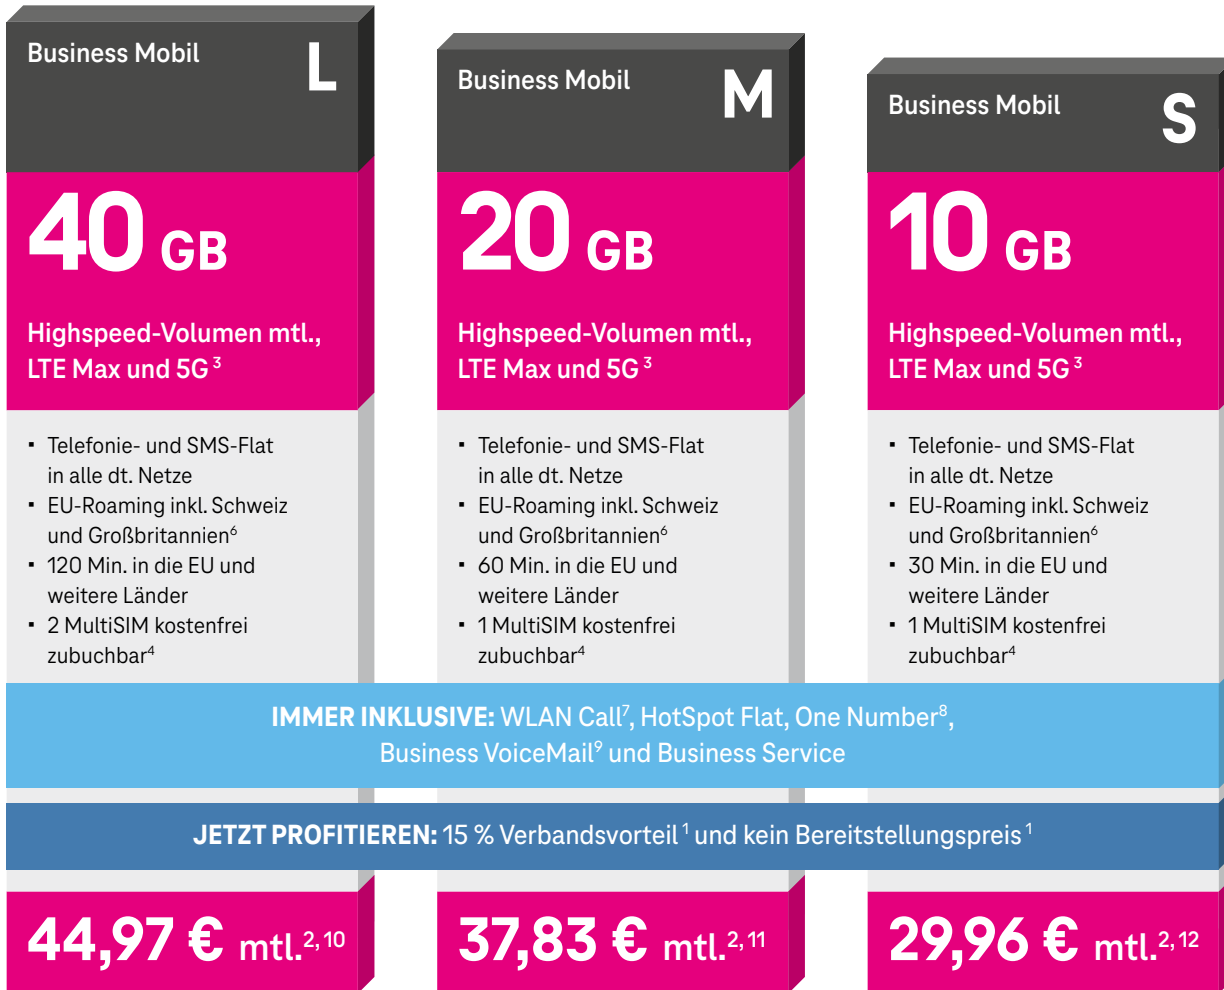 Business Mobil L
40 GB
Highspeed-Volumen mtl.,
LTE Max und 5G ³
▪ Telefonie- und SMS-Flat
in alle dt. Netze
▪ EU-Roaming inkl. Schweiz
und Großbritannien⁶
▪ 120 Min. in die EU und
weitere Länder
▪ 2 MultiSIM kostenfrei
zubuchbar⁴
Business Mobil M
20 GB
Highspeed-Volumen mtl.,
LTE Max und 5G ³
▪ Telefonie- und SMS-Flat
in alle dt. Netze
▪ EU-Roaming inkl. Schweiz
und Großbritannien⁶
▪ 60 Min. in die EU und
weitere Länder
▪ 1 MultiSIM kostenfrei
zubuchbar⁴
Business Mobil S
10 GB
Highspeed-Volumen mtl.,
LTE Max und 5G ³
▪ Telefonie- und SMS-Flat
in alle dt. Netze
▪ EU-Roaming inkl. Schweiz
und Großbritannien⁶
▪ 30 Min. in die EU und
weitere Länder
▪ 1 MultiSIM kostenfrei
zubuchbar⁴
IMMER INKLUSIVE: WLAN Call⁷, HotSpot Flat, One Number⁸,
Business VoiceMail⁹ und Business Service
JETZT PROFITIEREN: 15 % Verbandsvorteil ¹ und kein Bereitstellungspreis ¹
44,97 € mtl.²,¹⁰
37,83 € mtl.²,¹¹
29,96 € mtl.²,¹²